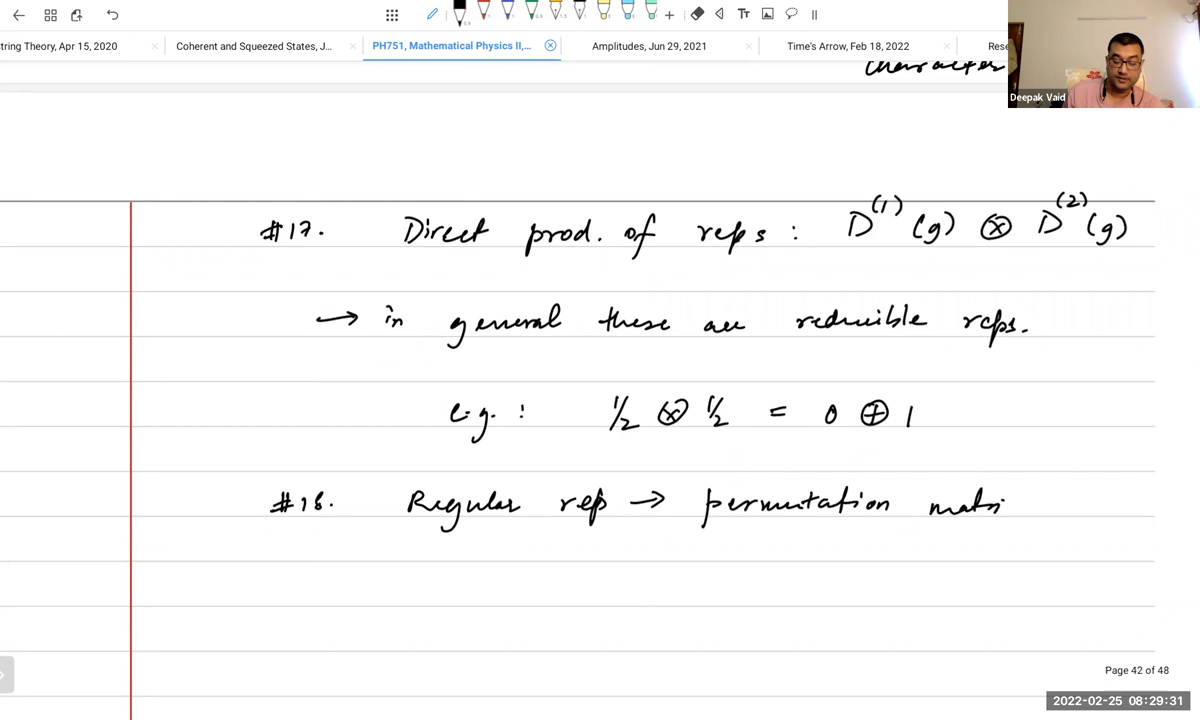 tring Theory, Apr 15, 2020 Coherent and Squeezed States, J... PH751, Mathematical Physics II,... Amplitudes, Jun 29, 2021 Time's Arrow, Feb 18, 2022 Rese
character
Deepak Vaid
#17. Direct prod. of reps : D^(1)(g) ⊗ D^(2)(g)
→ in general these are reducible reps.
e.g. : 1/2 ⊗ 1/2 = 0 ⊕ 1
#18. Regular rep → permutation matri
Page 42 of 48
2022-02-25 08:29:31